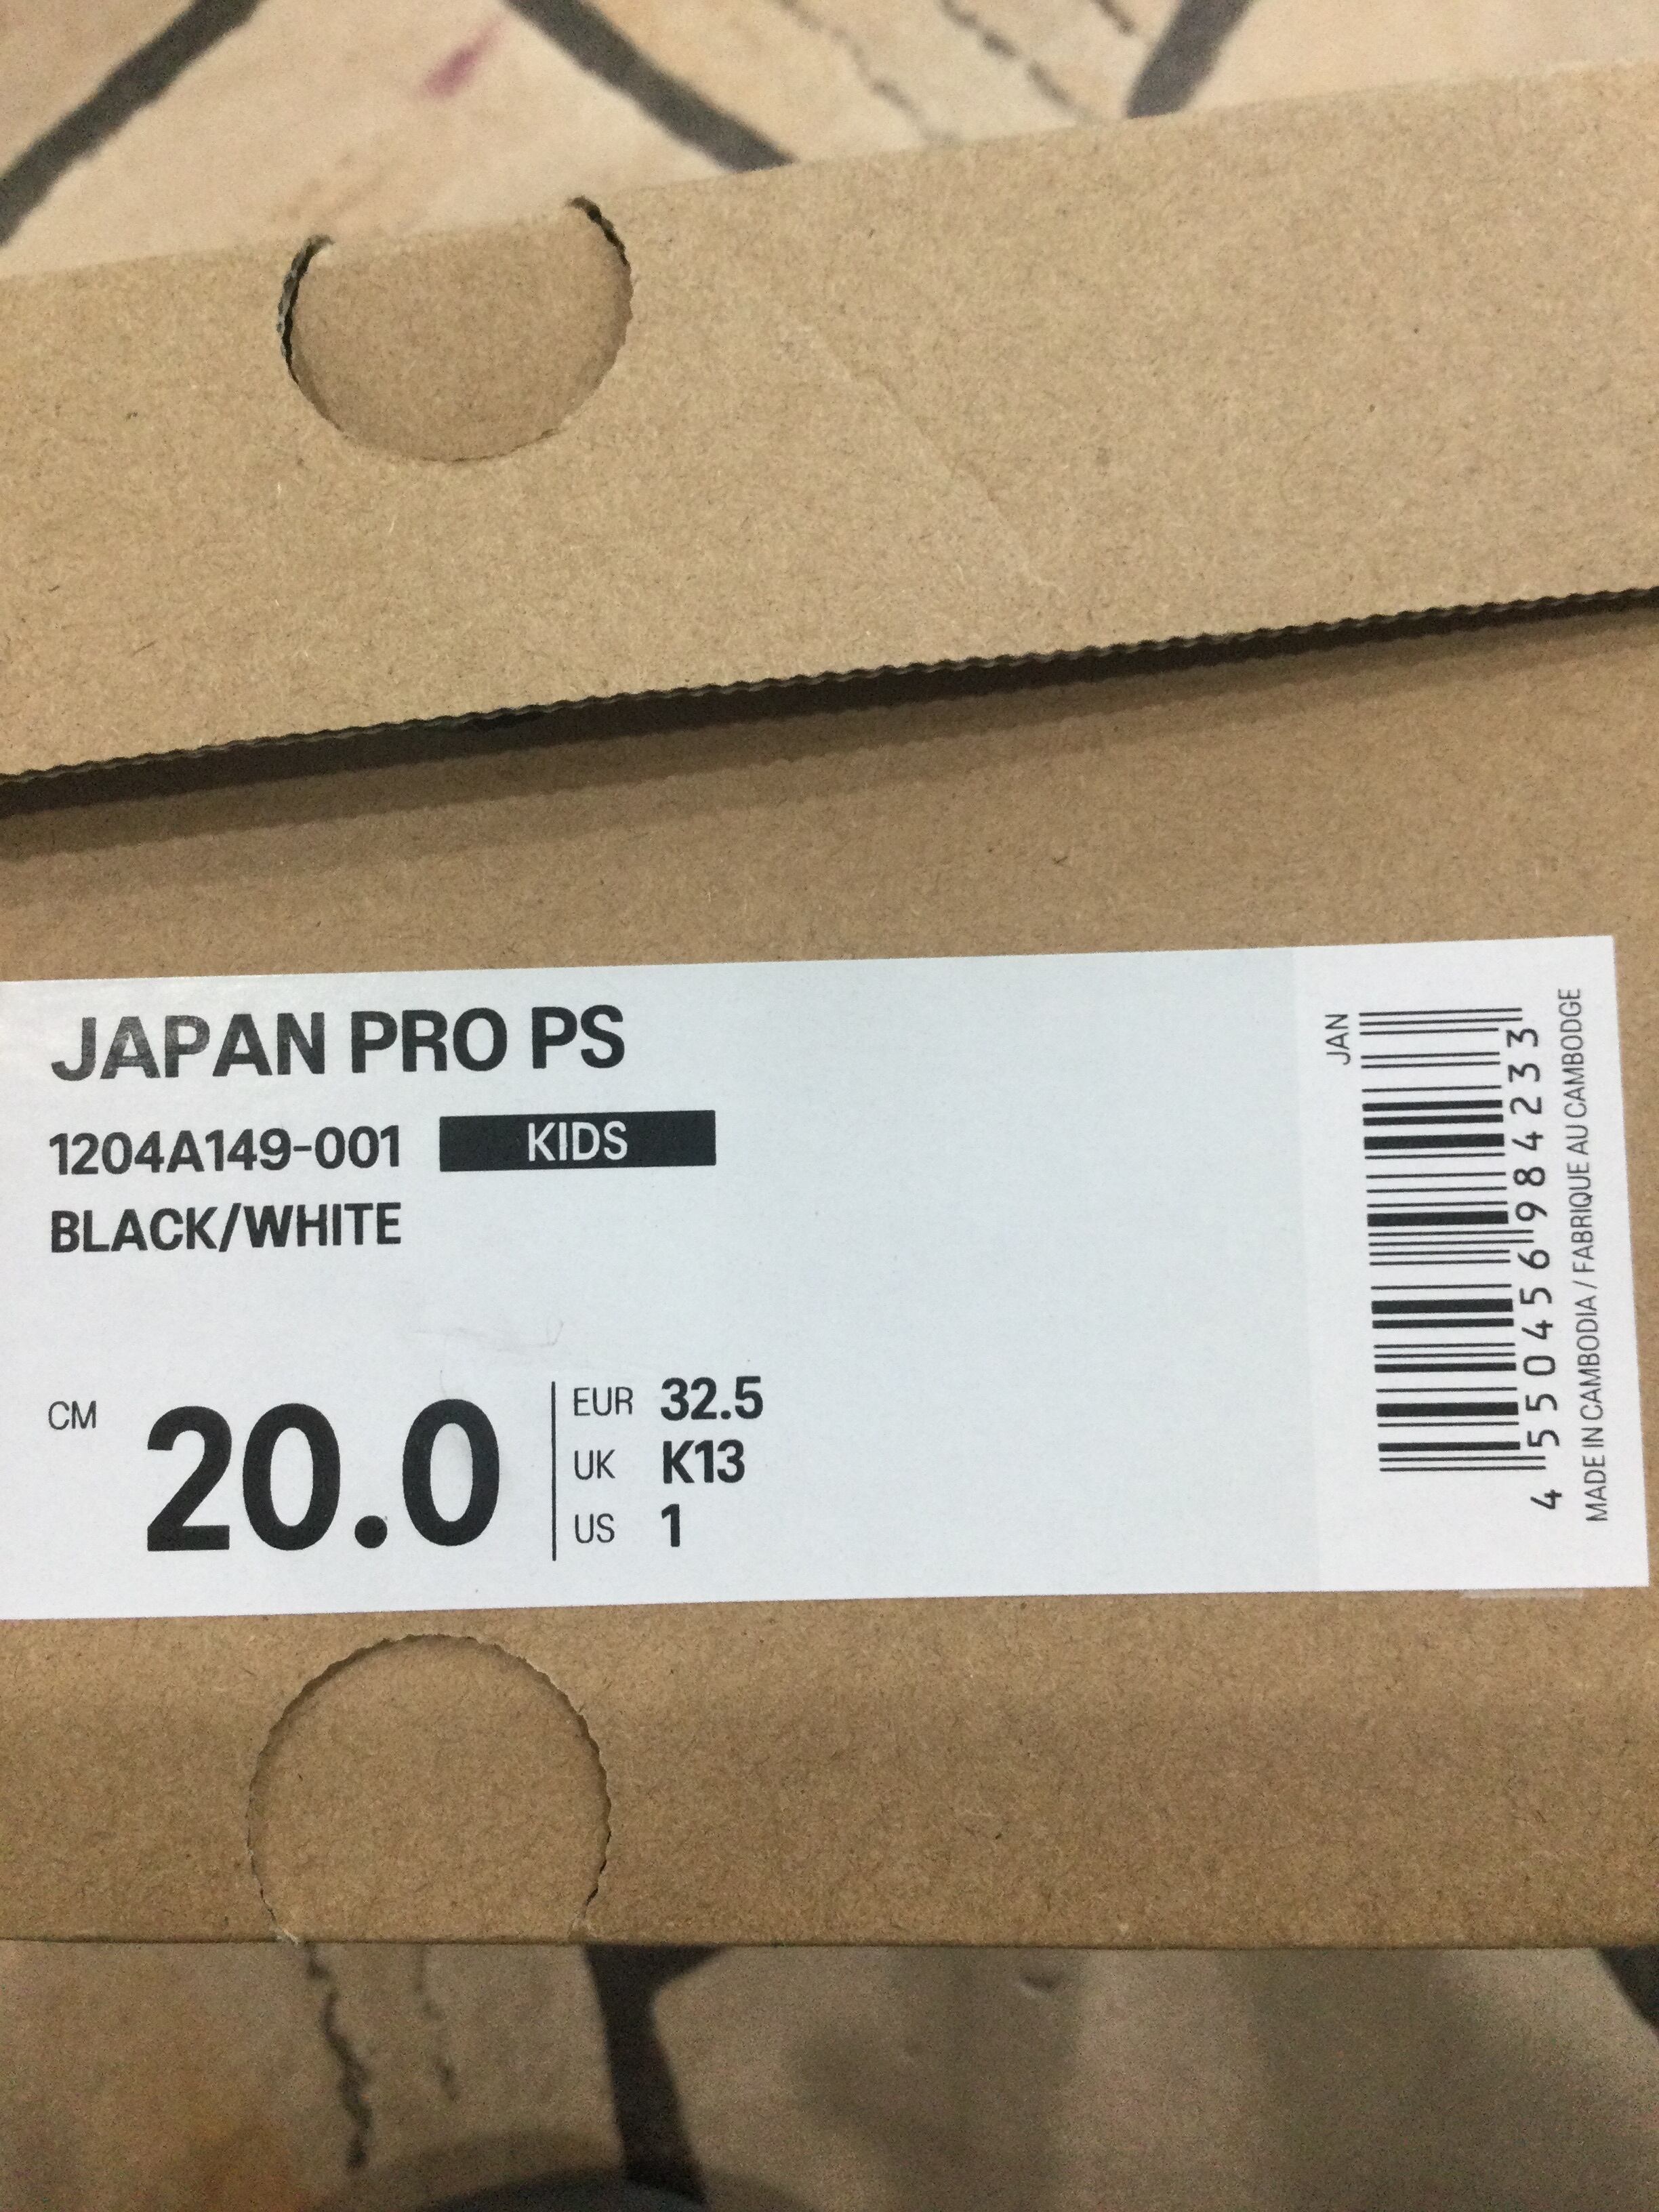 JAPAN PRO PS
1204A149-001 KIDS
BLACK/WHITE
CM 20.0
EUR 32.5
UK K13
US 1
JAN
4 550456 984233
MADE IN CAMBODIA / FABRIQUE AU CAMBODGE